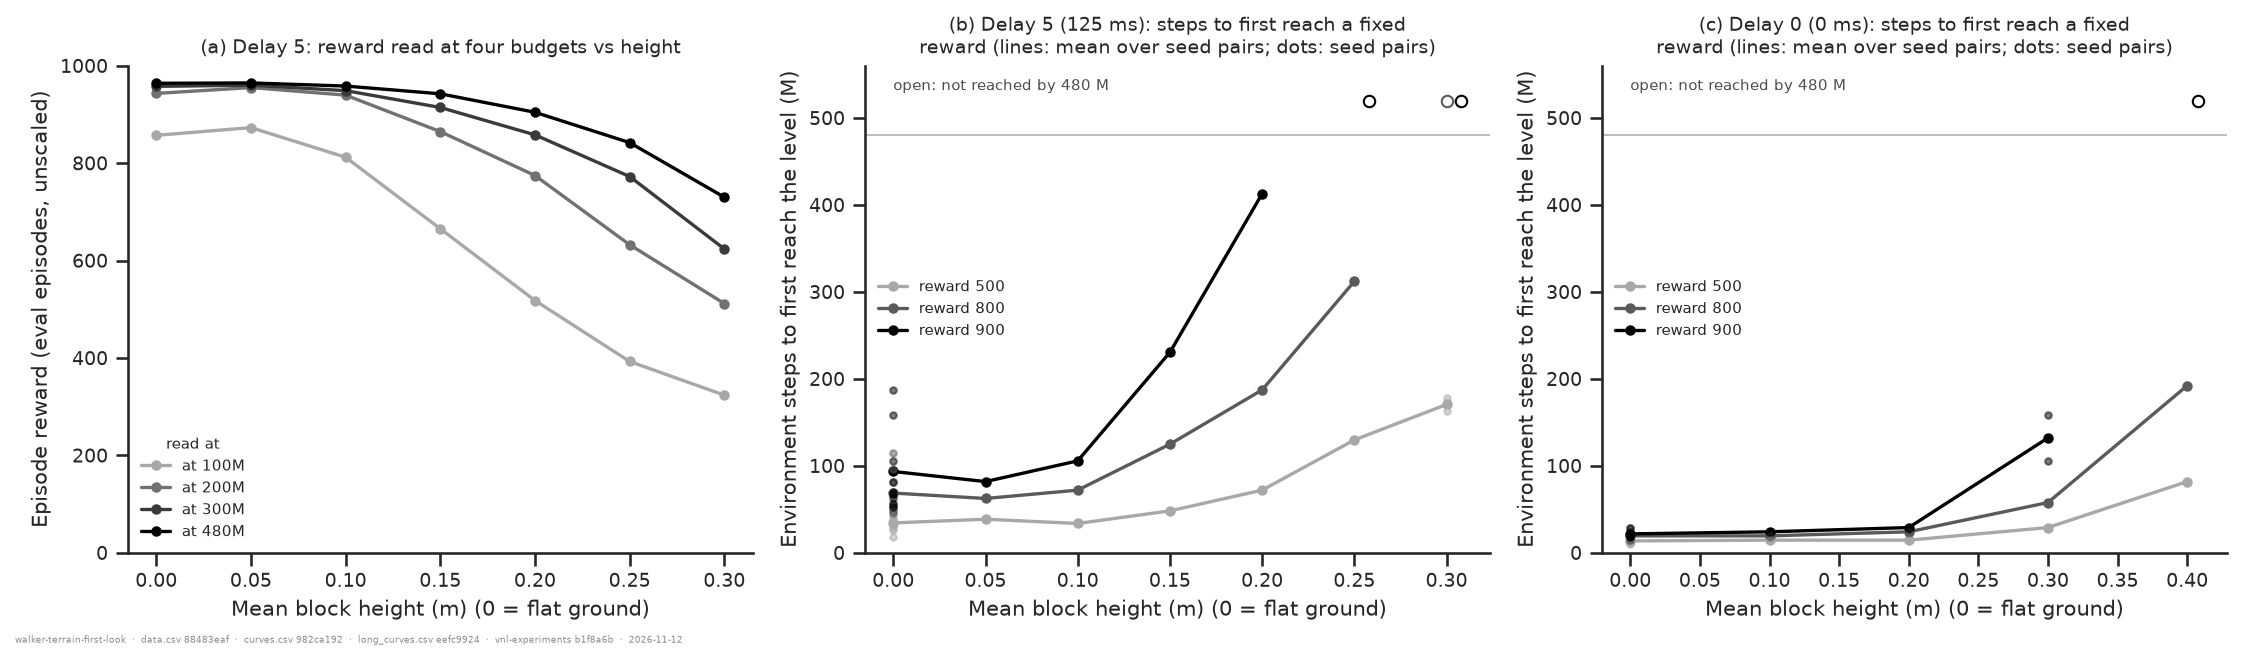 (a) Delay 5: reward read at four budgets vs height
Episode reward (eval episodes, unscaled)
1000
800
600
400
200
0
read at
at 100M
at 200M
at 300M
at 480M
0.00 0.05 0.10 0.15 0.20 0.25 0.30
Mean block height (m) (0 = flat ground)
(b) Delay 5 (125 ms): steps to first reach a fixed
reward (lines: mean over seed pairs; dots: seed pairs)
Environment steps to first reach the level (M)
open: not reached by 480 M
500
400
300
200
100
0
reward 500
reward 800
reward 900
0.00 0.05 0.10 0.15 0.20 0.25 0.30
Mean block height (m) (0 = flat ground)
(c) Delay 0 (0 ms): steps to first reach a fixed
reward (lines: mean over seed pairs; dots: seed pairs)
Environment steps to first reach the level (M)
open: not reached by 480 M
500
400
300
200
100
0
reward 500
reward 800
reward 900
0.00 0.05 0.10 0.15 0.20 0.25 0.30 0.35 0.40
Mean block height (m) (0 = flat ground)
walker-terrain-first-look · data.csv 88483eaf · curves.csv 982ca192 · long_curves.csv eefc9924 · vnl-experiments b1f8a6b · 2026-11-12